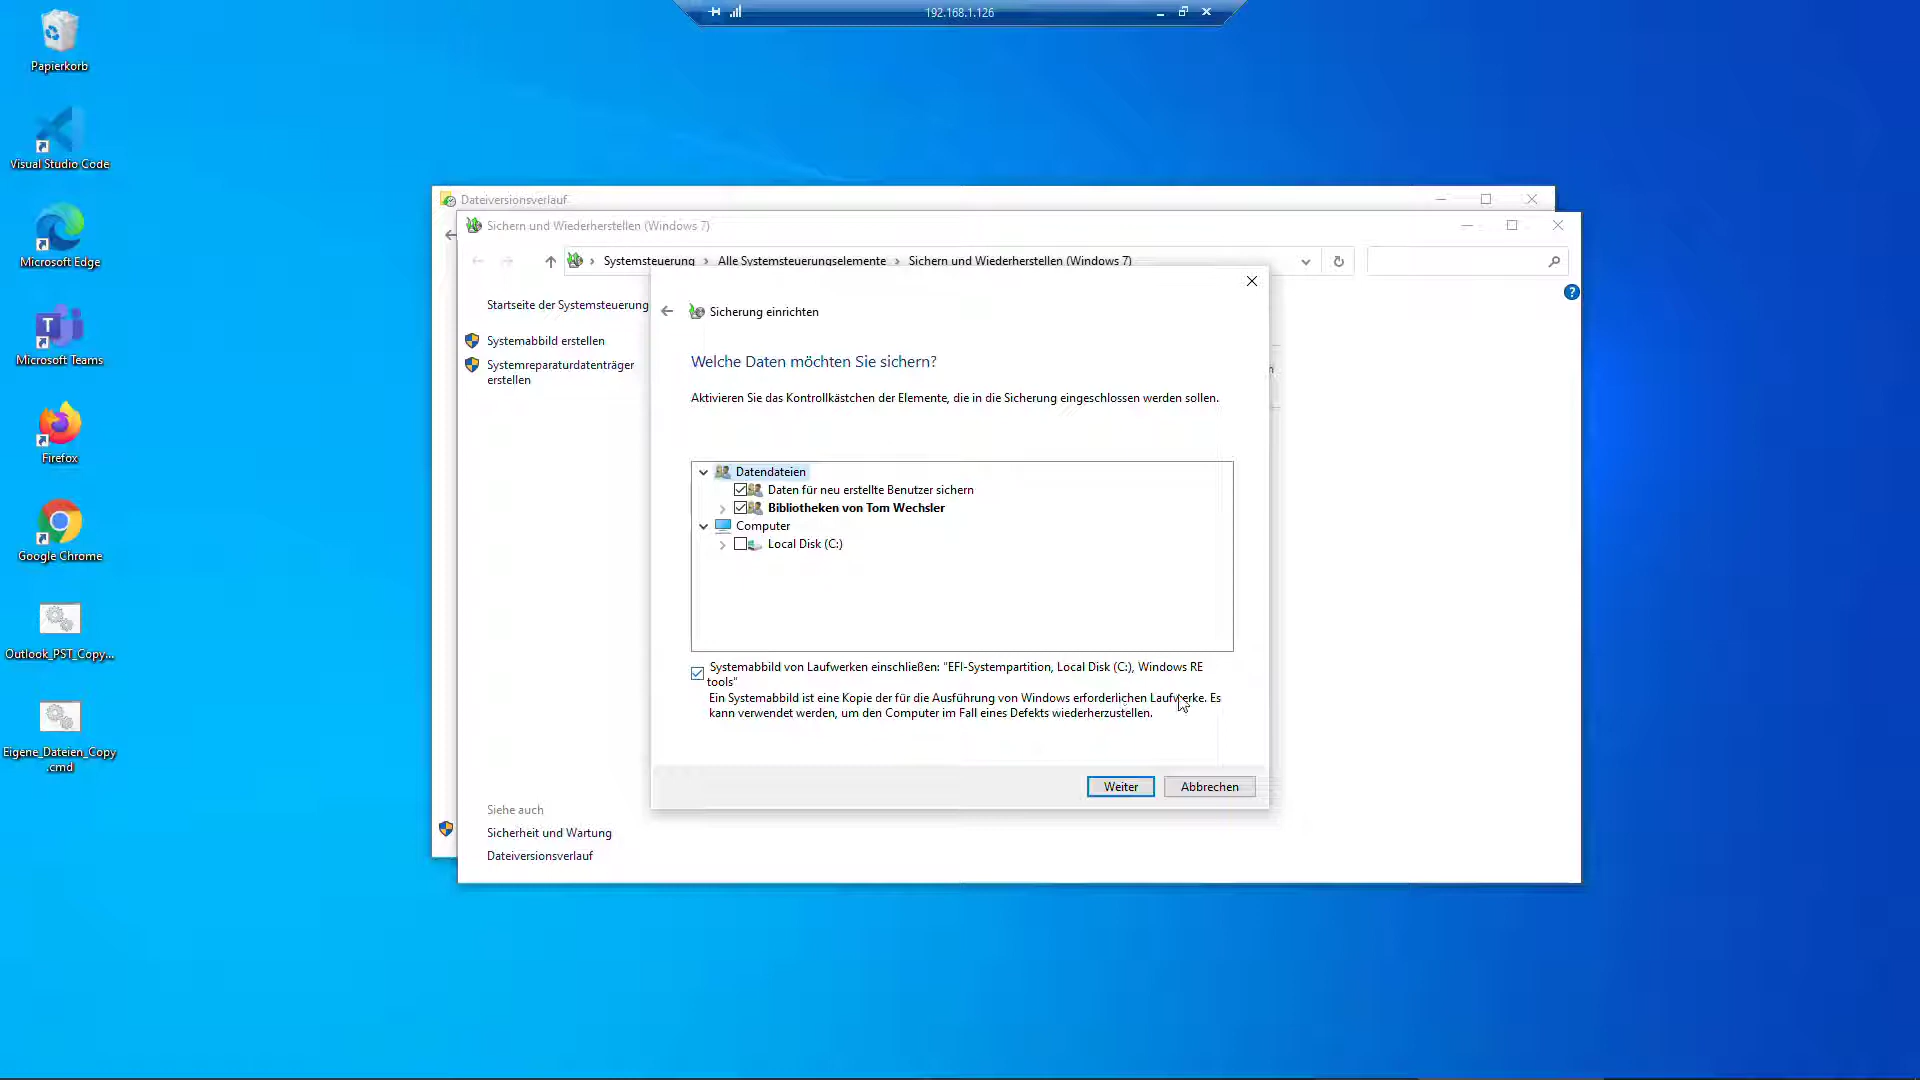 192.168.1.126
Papierkorb
Visual Studio Code
Microsoft Edge
Microsoft Teams
Firefox
Google Chrome
Outlook_PST_Copy...
Eigene_Dateien_Copy
.cmd
Dateiversionsverlauf
Sichern und Wiederherstellen (Windows 7)
Systemsteuerung › Alle Systemsteuerungselemente › Sichern und Wiederherstellen (Windows 7)
Startseite der Systemsteuerung
Systemabbild erstellen
Systemreparaturdatenträger
erstellen
Siehe auch
Sicherheit und Wartung
Dateiversionsverlauf
Sicherung einrichten
Welche Daten möchten Sie sichern?
Aktivieren Sie das Kontrollkästchen der Elemente, die in die Sicherung eingeschlossen werden sollen.
Datendateien
Daten für neu erstellte Benutzer sichern
Bibliotheken von Tom Wechsler
Computer
Local Disk (C:)
Systemabbild von Laufwerken einschließen: "EFI-Systempartition, Local Disk (C:), Windows RE
tools"
Ein Systemabbild ist eine Kopie der für die Ausführung von Windows erforderlichen Laufwerke. Es
kann verwendet werden, um den Computer im Fall eines Defekts wiederherzustellen.
Weiter
Abbrechen